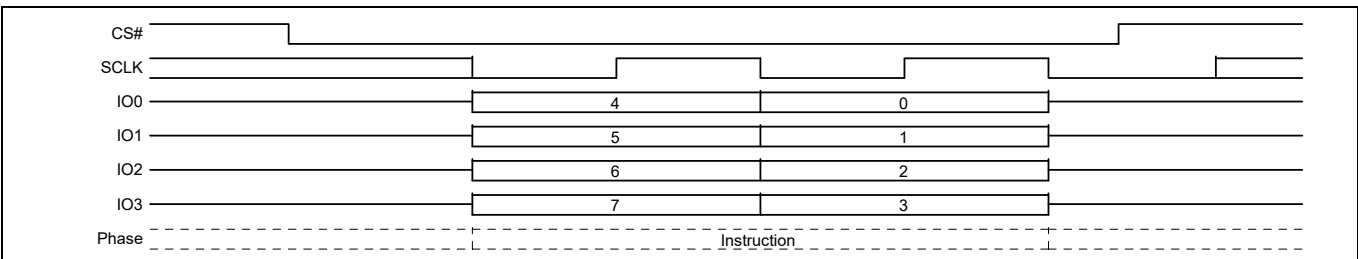 CS#
SCLK
IO0 4 0
IO1 5 1
IO2 6 2
IO3 7 3
Phase Instruction